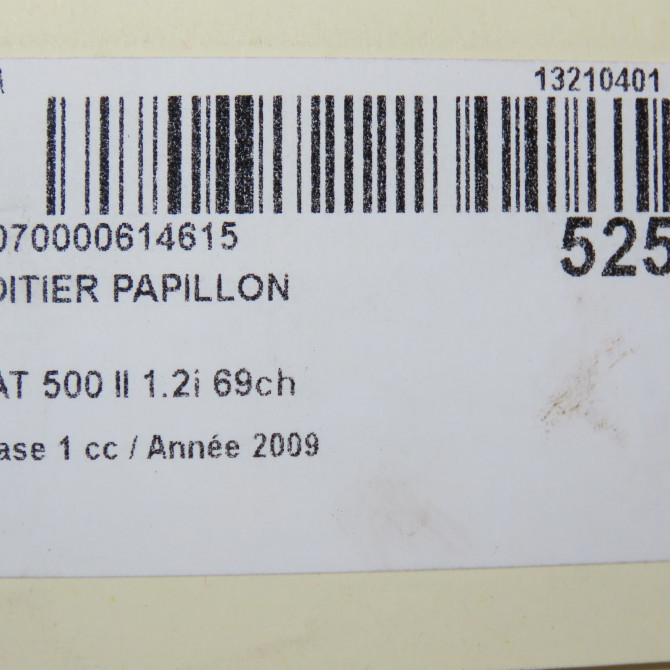 13210401
070000614615
525
OITIER PAPILLON
AT 500 II 1.2i 69ch
ase 1 cc / Année 2009